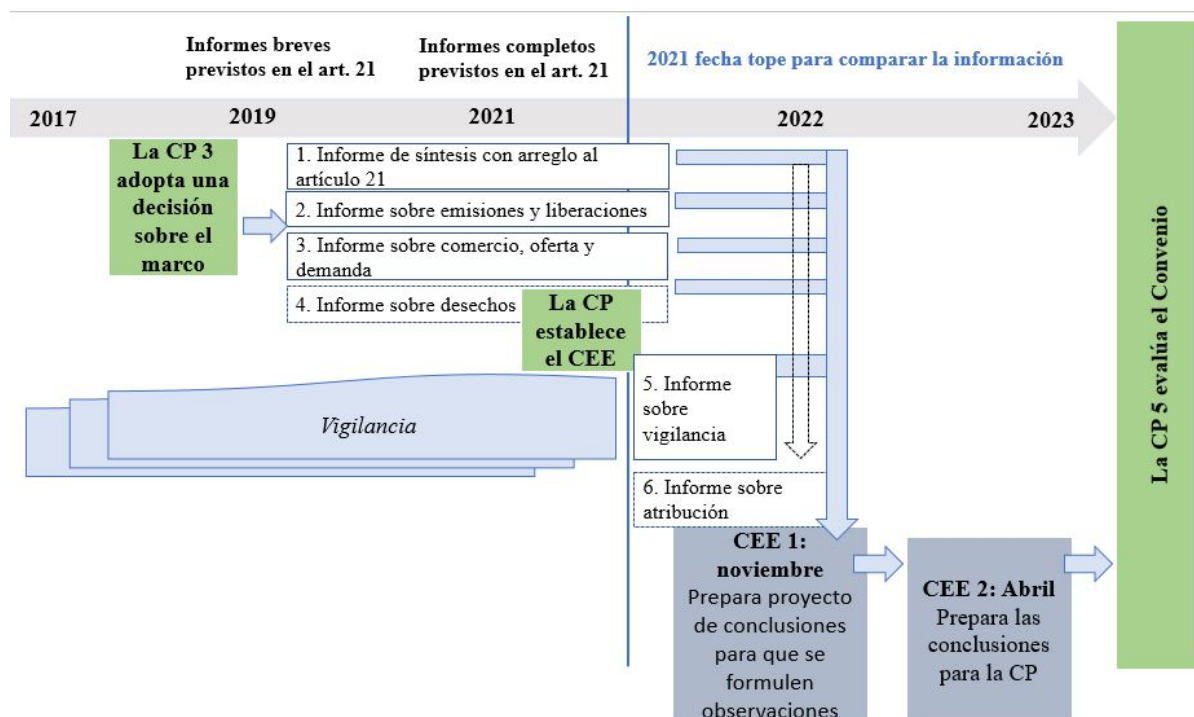 Informes breves
previstos en el art. 21
Informes completos
previstos en el art. 21
2021 fecha tope para comparar la información
2017
2019
2021
2022
2023
La CP 3
adopta una
decisión
sobre el
marco
1. Informe de síntesis con arreglo al
artículo 21
2. Informe sobre emisiones y liberaciones
3. Informe sobre comercio, oferta y
demanda
4. Informe sobre desechos
La CP
establece
el CEE
Vigilancia
5. Informe
sobre
vigilancia
6. Informe sobre
atribución
CEE 1:
noviembre
Prepara proyecto
de conclusiones
para que se
formulen
observaciones
CEE 2: Abril
Prepara las
conclusiones
para la CP
La CP 5 evalúa el Convenio